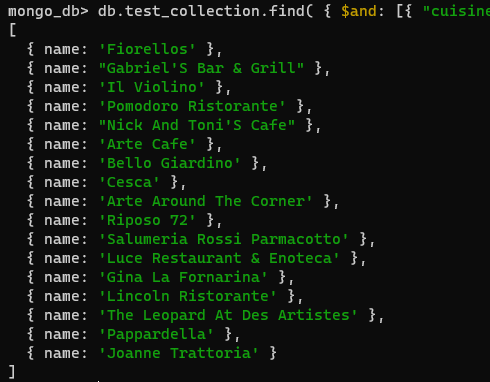 mongo_db> db.test_collection.find( { $and: [{ "cuisine
[
  { name: 'Fiorellos' },
  { name: "Gabriel'S Bar & Grill" },
  { name: 'Il Violino' },
  { name: 'Pomodoro Ristorante' },
  { name: "Nick And Toni'S Cafe" },
  { name: 'Arte Cafe' },
  { name: 'Bello Giardino' },
  { name: 'Cesca' },
  { name: 'Arte Around The Corner' },
  { name: 'Riposo 72' },
  { name: 'Salumeria Rossi Parmacotto' },
  { name: 'Luce Restaurant & Enoteca' },
  { name: 'Gina La Fornarina' },
  { name: 'Lincoln Ristorante' },
  { name: 'The Leopard At Des Artistes' },
  { name: 'Pappardella' },
  { name: 'Joanne Trattoria' }
]